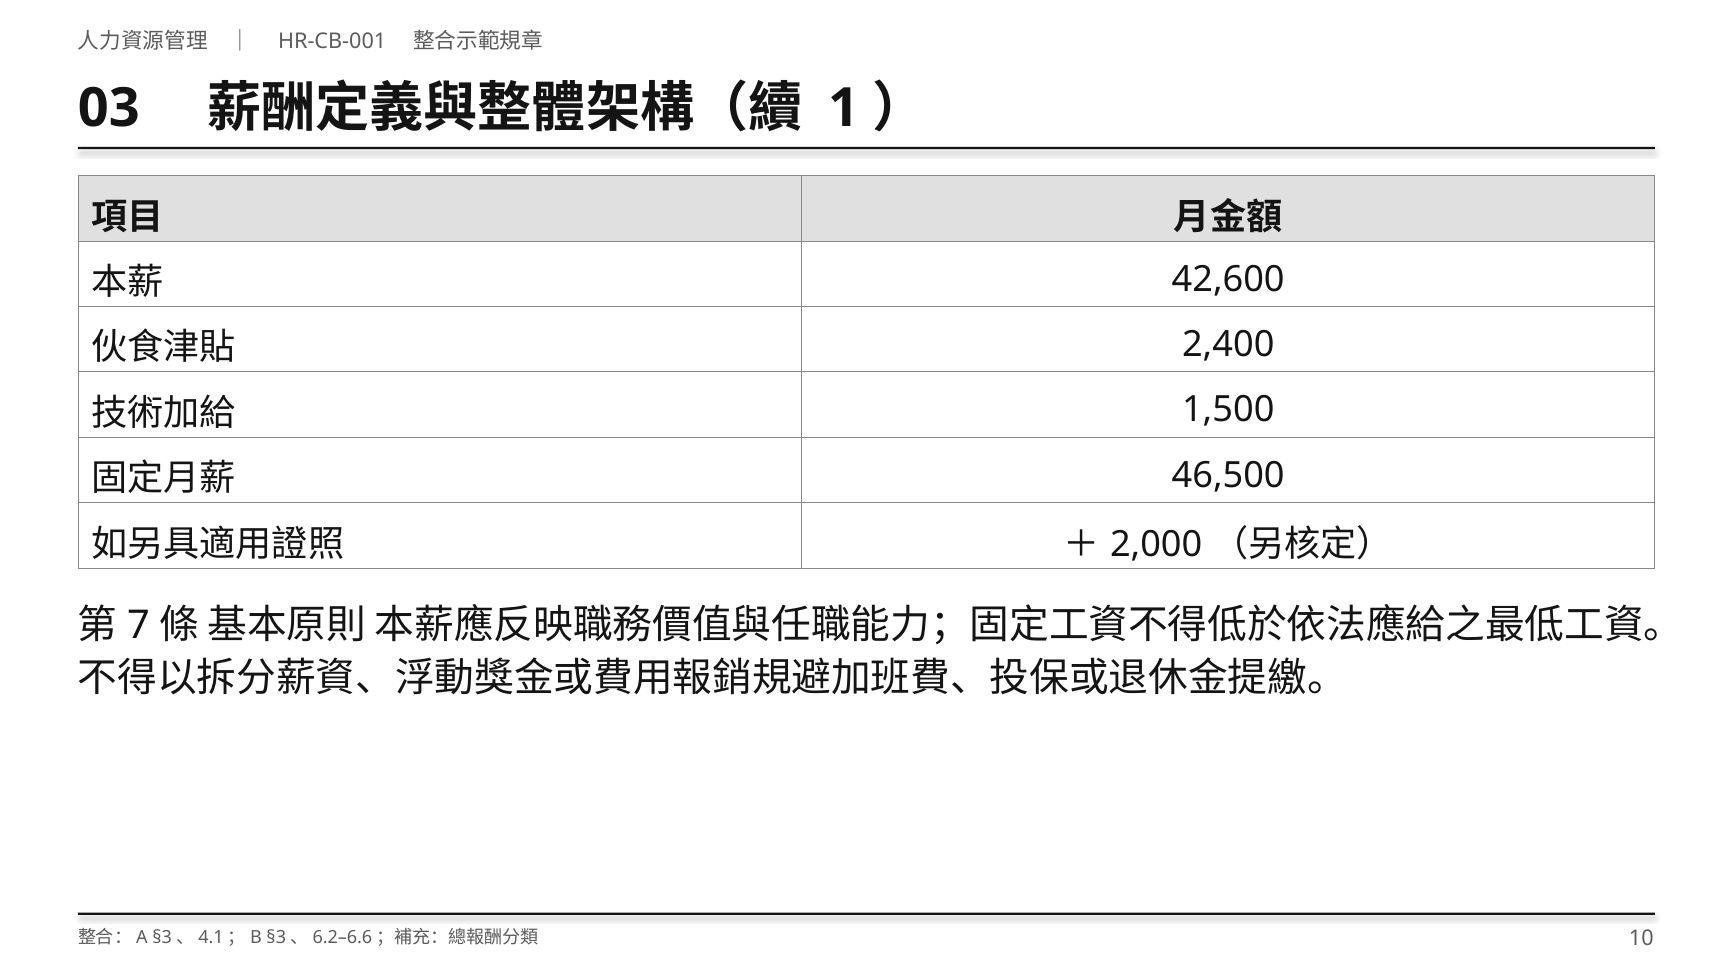 人力資源管理 ｜ HR-CB-001 整合示範規章
03 薪酬定義與整體架構（續 1）
項目 月金額
本薪 42,600
伙食津貼 2,400
技術加給 1,500
固定月薪 46,500
如另具適用證照 ＋ 2,000 （另核定）
第 7 條 基本原則 本薪應反映職務價值與任職能力；固定工資不得低於依法應給之最低工資。
不得以拆分薪資、浮動獎金或費用報銷規避加班費、投保或退休金提繳。
整合： A §3 、 4.1 ； B §3 、 6.2–6.6 ；補充：總報酬分類
10